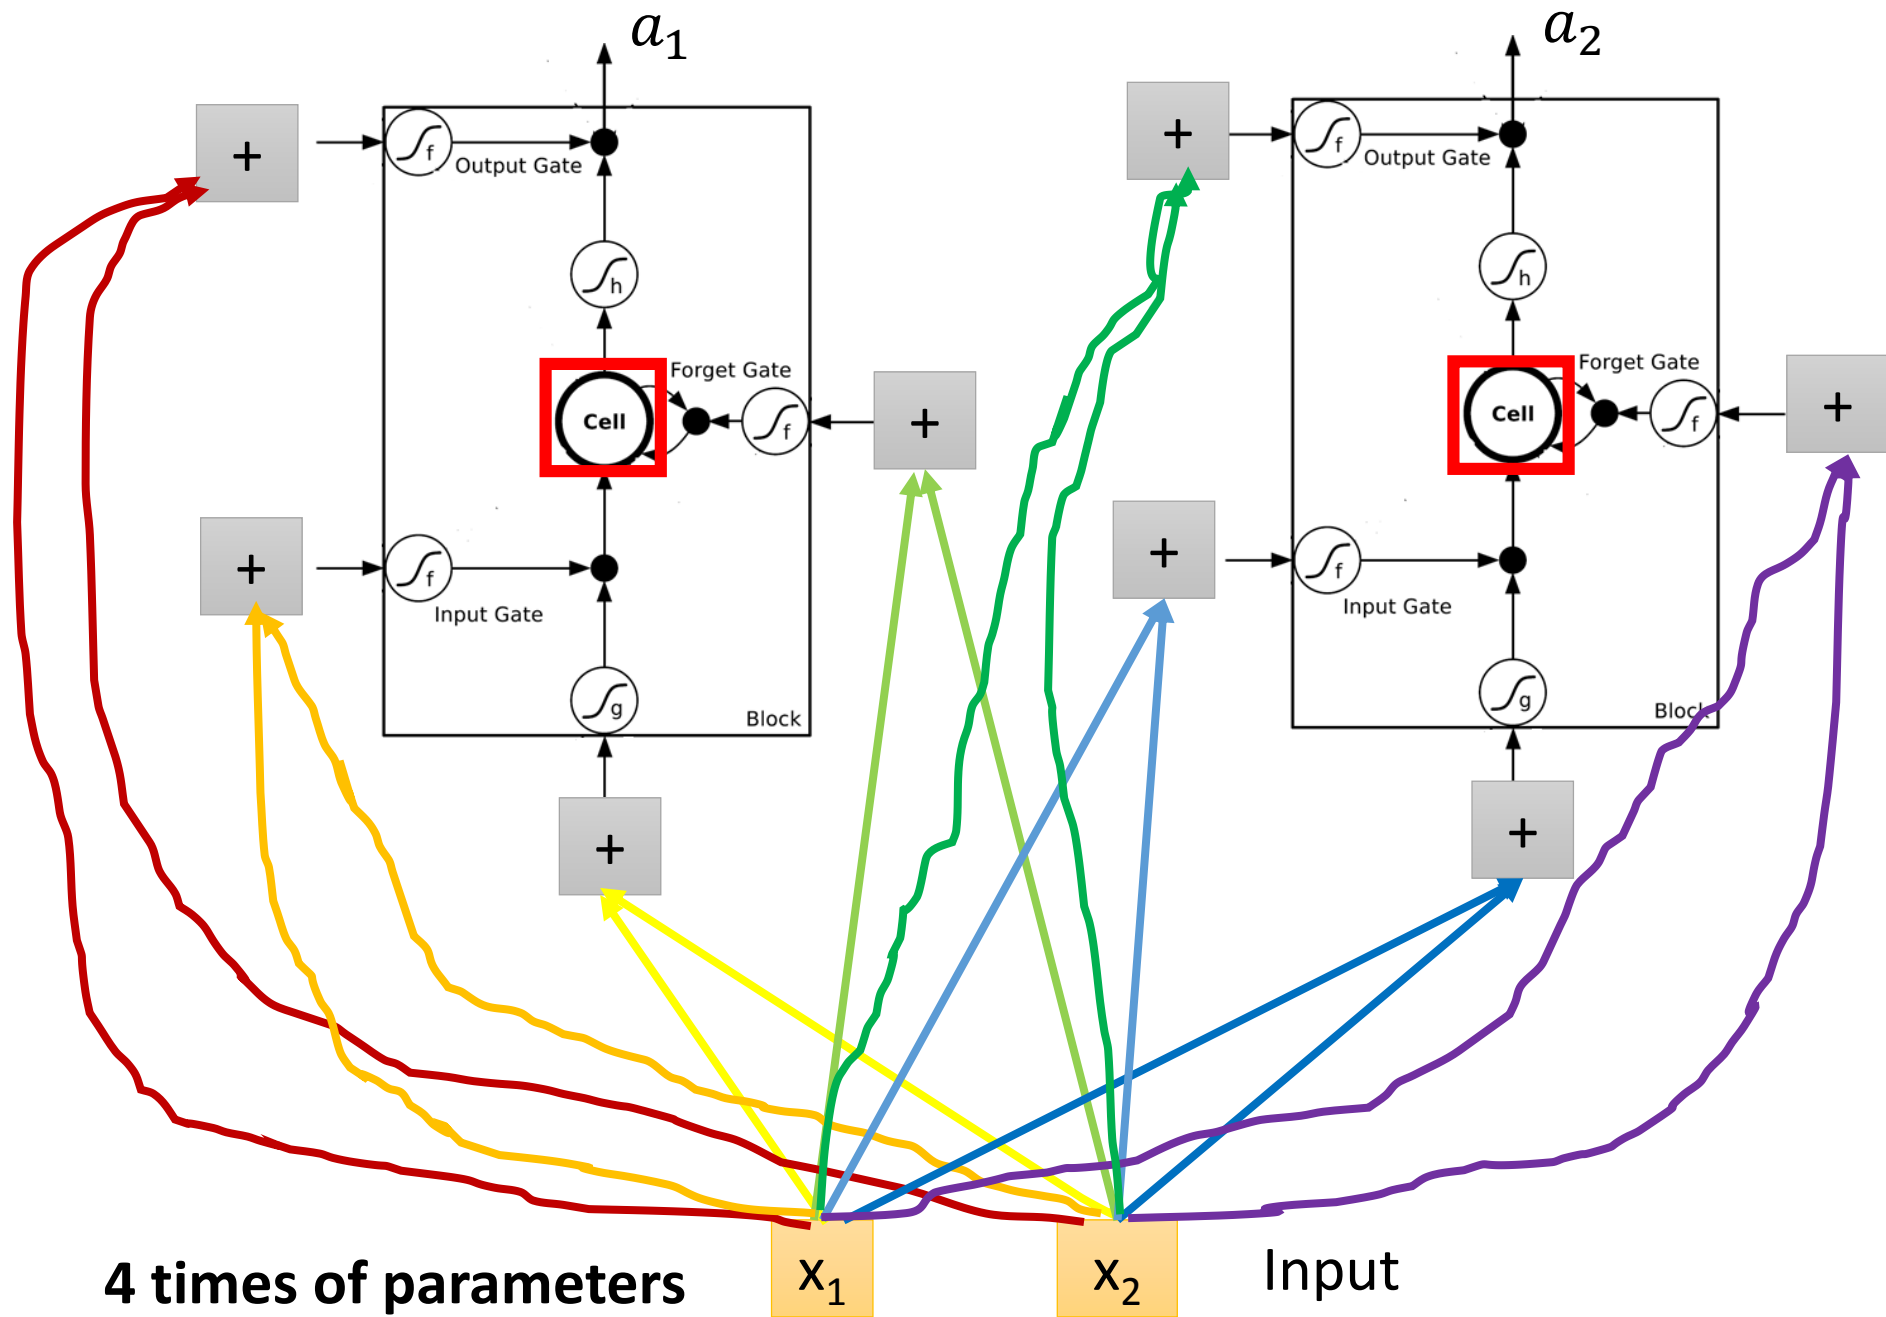 a₁
+
f
Output Gate
h
Forget Gate
Cell
f
+
+
f
Input Gate
g
Block
+
a₂
+
f
Output Gate
h
Forget Gate
Cell
f
+
+
f
Input Gate
g
Block
+
4 times of parameters
x₁
x₂
Input